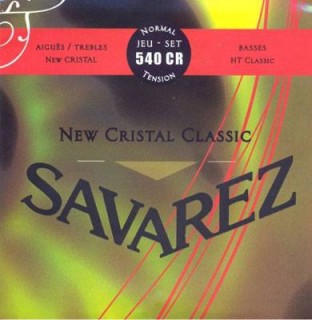 NORMAL
JEU - SET
540 CR
TENSION
AIGUËS / TREBLES
NEW CRISTAL
BASSES
HT CLASSIC
NEW CRISTAL CLASSIC
SAVAREZ